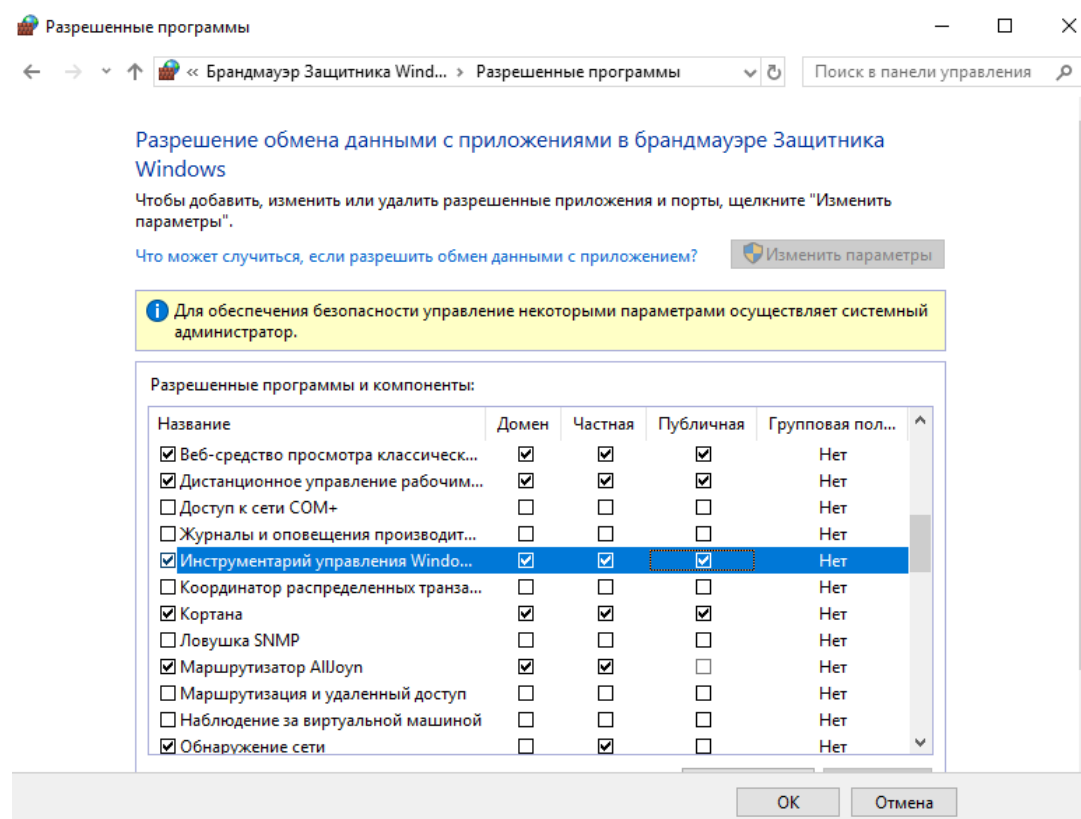 Разрешенные программы
« Брандмауэр Защитника Wind... › Разрешенные программы Поиск в панели управления
Разрешение обмена данными с приложениями в брандмауэре Защитника
Windows
Чтобы добавить, изменить или удалить разрешенные приложения и порты, щелкните "Изменить
параметры".
Что может случиться, если разрешить обмен данными с приложением? Изменить параметры
Для обеспечения безопасности управление некоторыми параметрами осуществляет системный
администратор.
Разрешенные программы и компоненты:
Название Домен Частная Публичная Групповая пол...
Веб-средство просмотра классическ... Нет
Дистанционное управление рабочим... Нет
Доступ к сети COM+ Нет
Журналы и оповещения производит... Нет
Инструментарий управления Windo... Нет
Координатор распределенных транза... Нет
Кортана Нет
Ловушка SNMP Нет
Маршрутизатор AllJoyn Нет
Маршрутизация и удаленный доступ Нет
Наблюдение за виртуальной машиной Нет
Обнаружение сети Нет
ОК Отмена